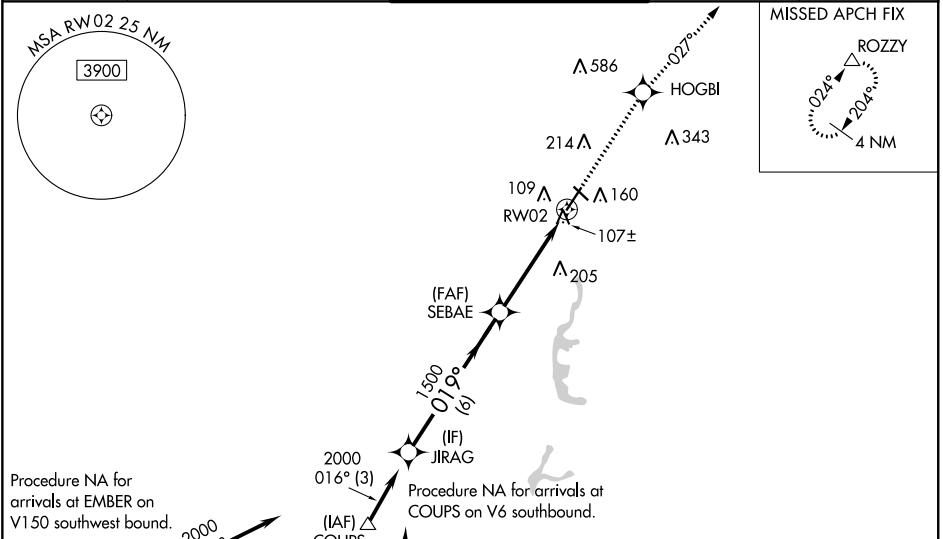 MSA RW02 25 NM
3900
MISSED APCH FIX
ROZZY
024°
204°
4 NM
027°
586
HOGBI
214
343
109
160
RW02
107±
205
(FAF)
SEBAE
1500
019°
(6)
(IF)
JIRAG
2000
016° (3)
Procedure NA for
arrivals at EMBER on
V150 southwest bound.
Procedure NA for arrivals at
COUPS on V6 southbound.
2000
(IAF)
COUPS